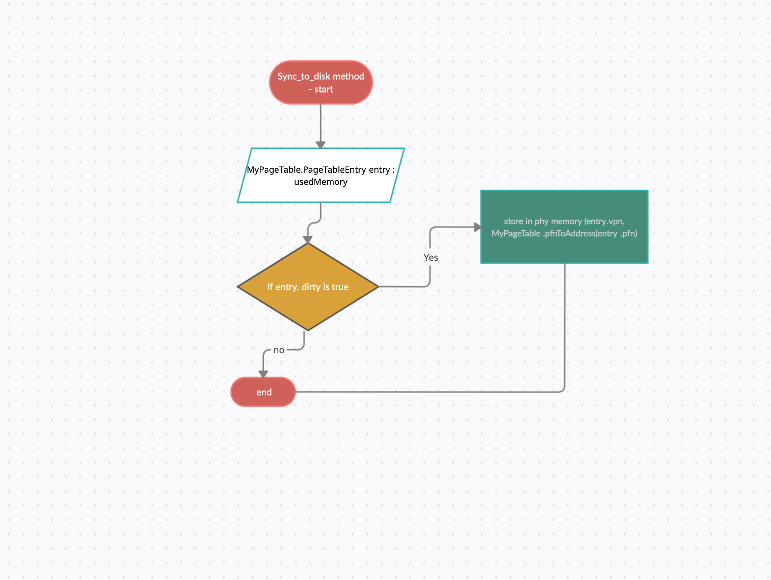 Sync_to_disk method
- start
MyPageTable.PageTableEntry entry :
usedMemory
store in phy memory (entry.vpn,
MyPageTable .pfnToAddress(entry .pfn)
Yes
If entry. dirty is true
no
end